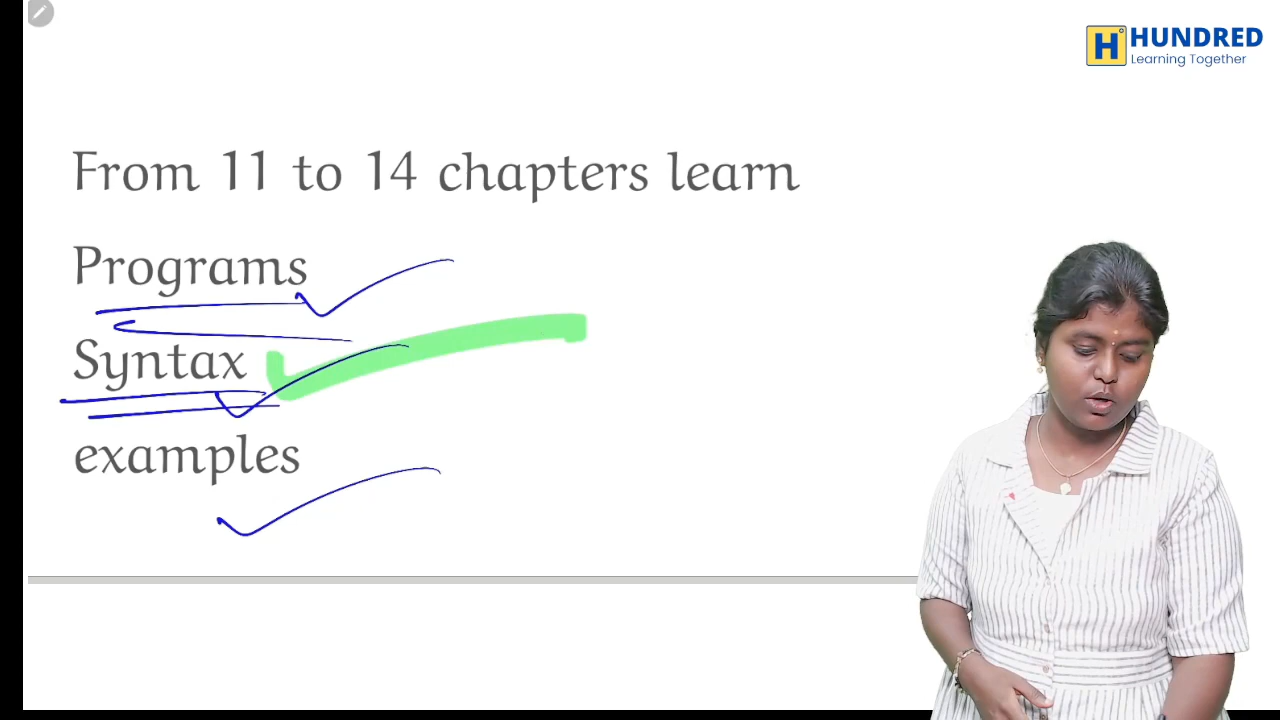 H HUNDRED
Learning Together
From 11 to 14 chapters learn
Programs
Syntax
examples